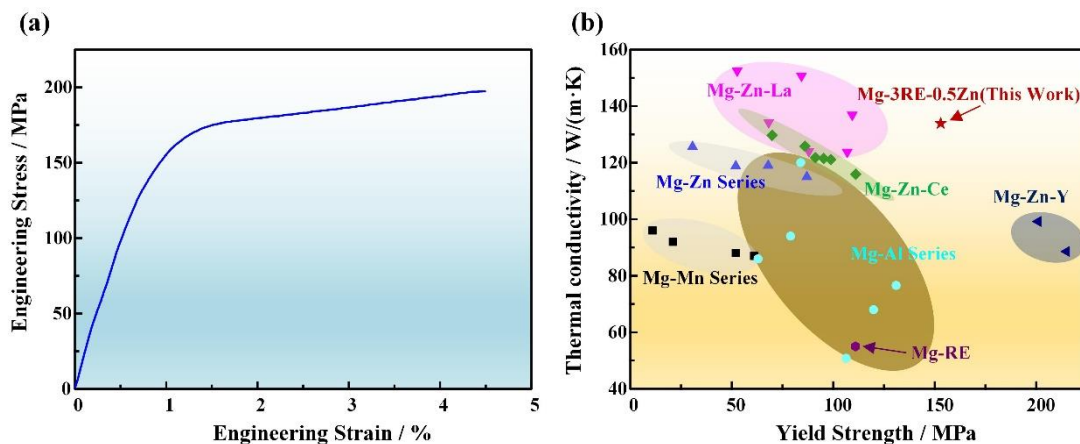 (a)
200
150
100
50
0
Engineering Stress / MPa
0 1 2 3 4 5
Engineering Strain / %
(b)
160
140
120
100
80
60
40
Thermal conductivity / W/(m·K)
Mg-Zn-La
Mg-3RE-0.5Zn(This Work)
Mg-Zn Series
Mg-Zn-Ce
Mg-Zn-Y
Mg-Al Series
Mg-Mn Series
Mg-RE
0 50 100 150 200
Yield Strength / MPa